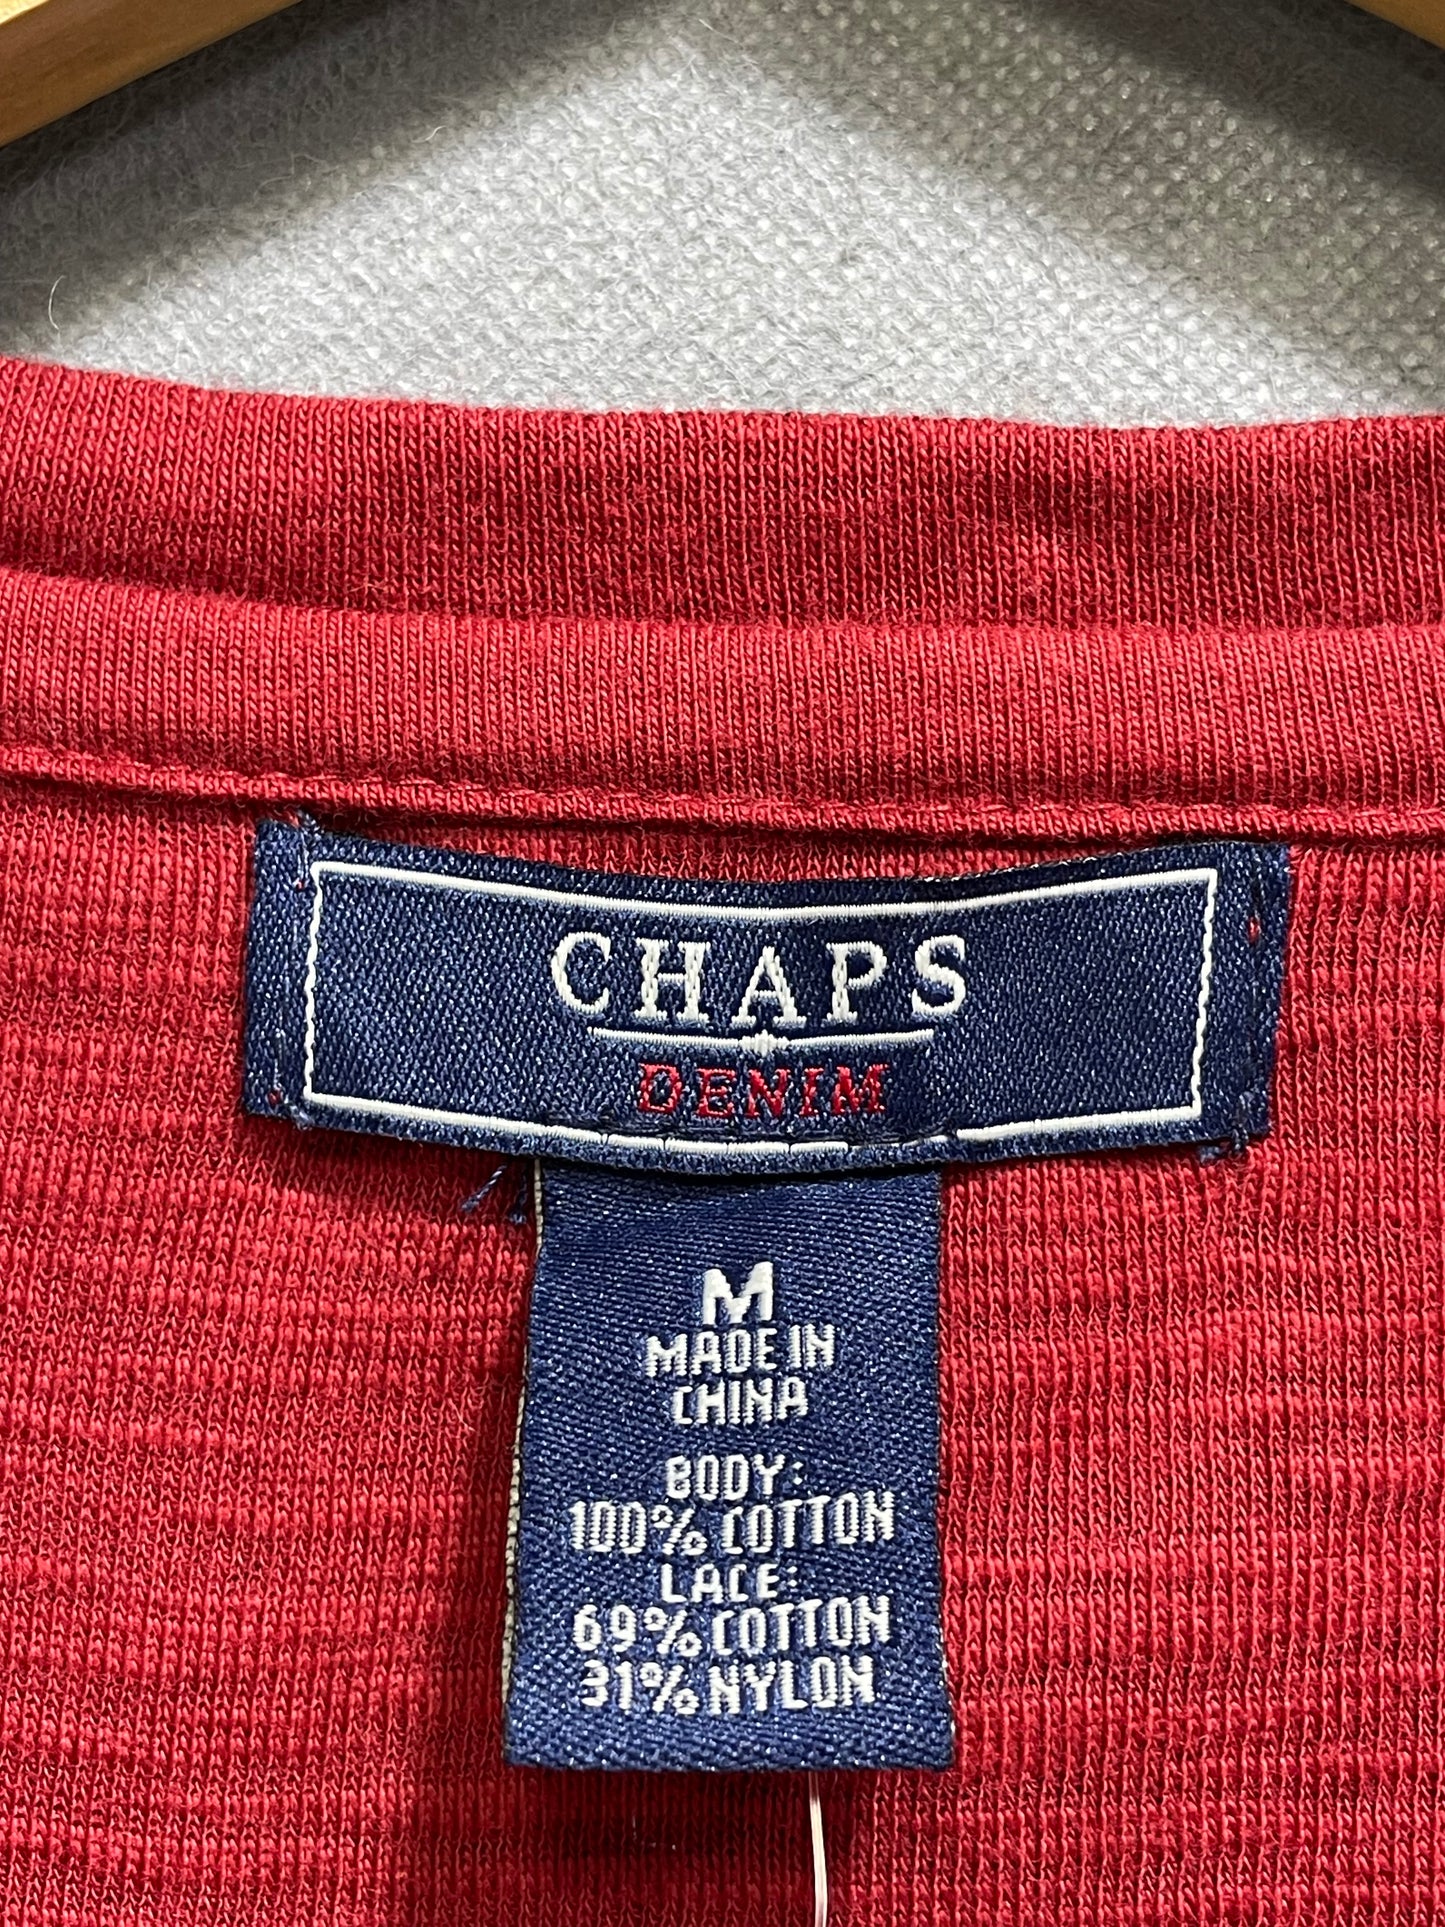 CHAPS
DENIM
M
MADE IN
CHINA
BODY:
100% COTTON
LACE:
69% COTTON
31% NYLON